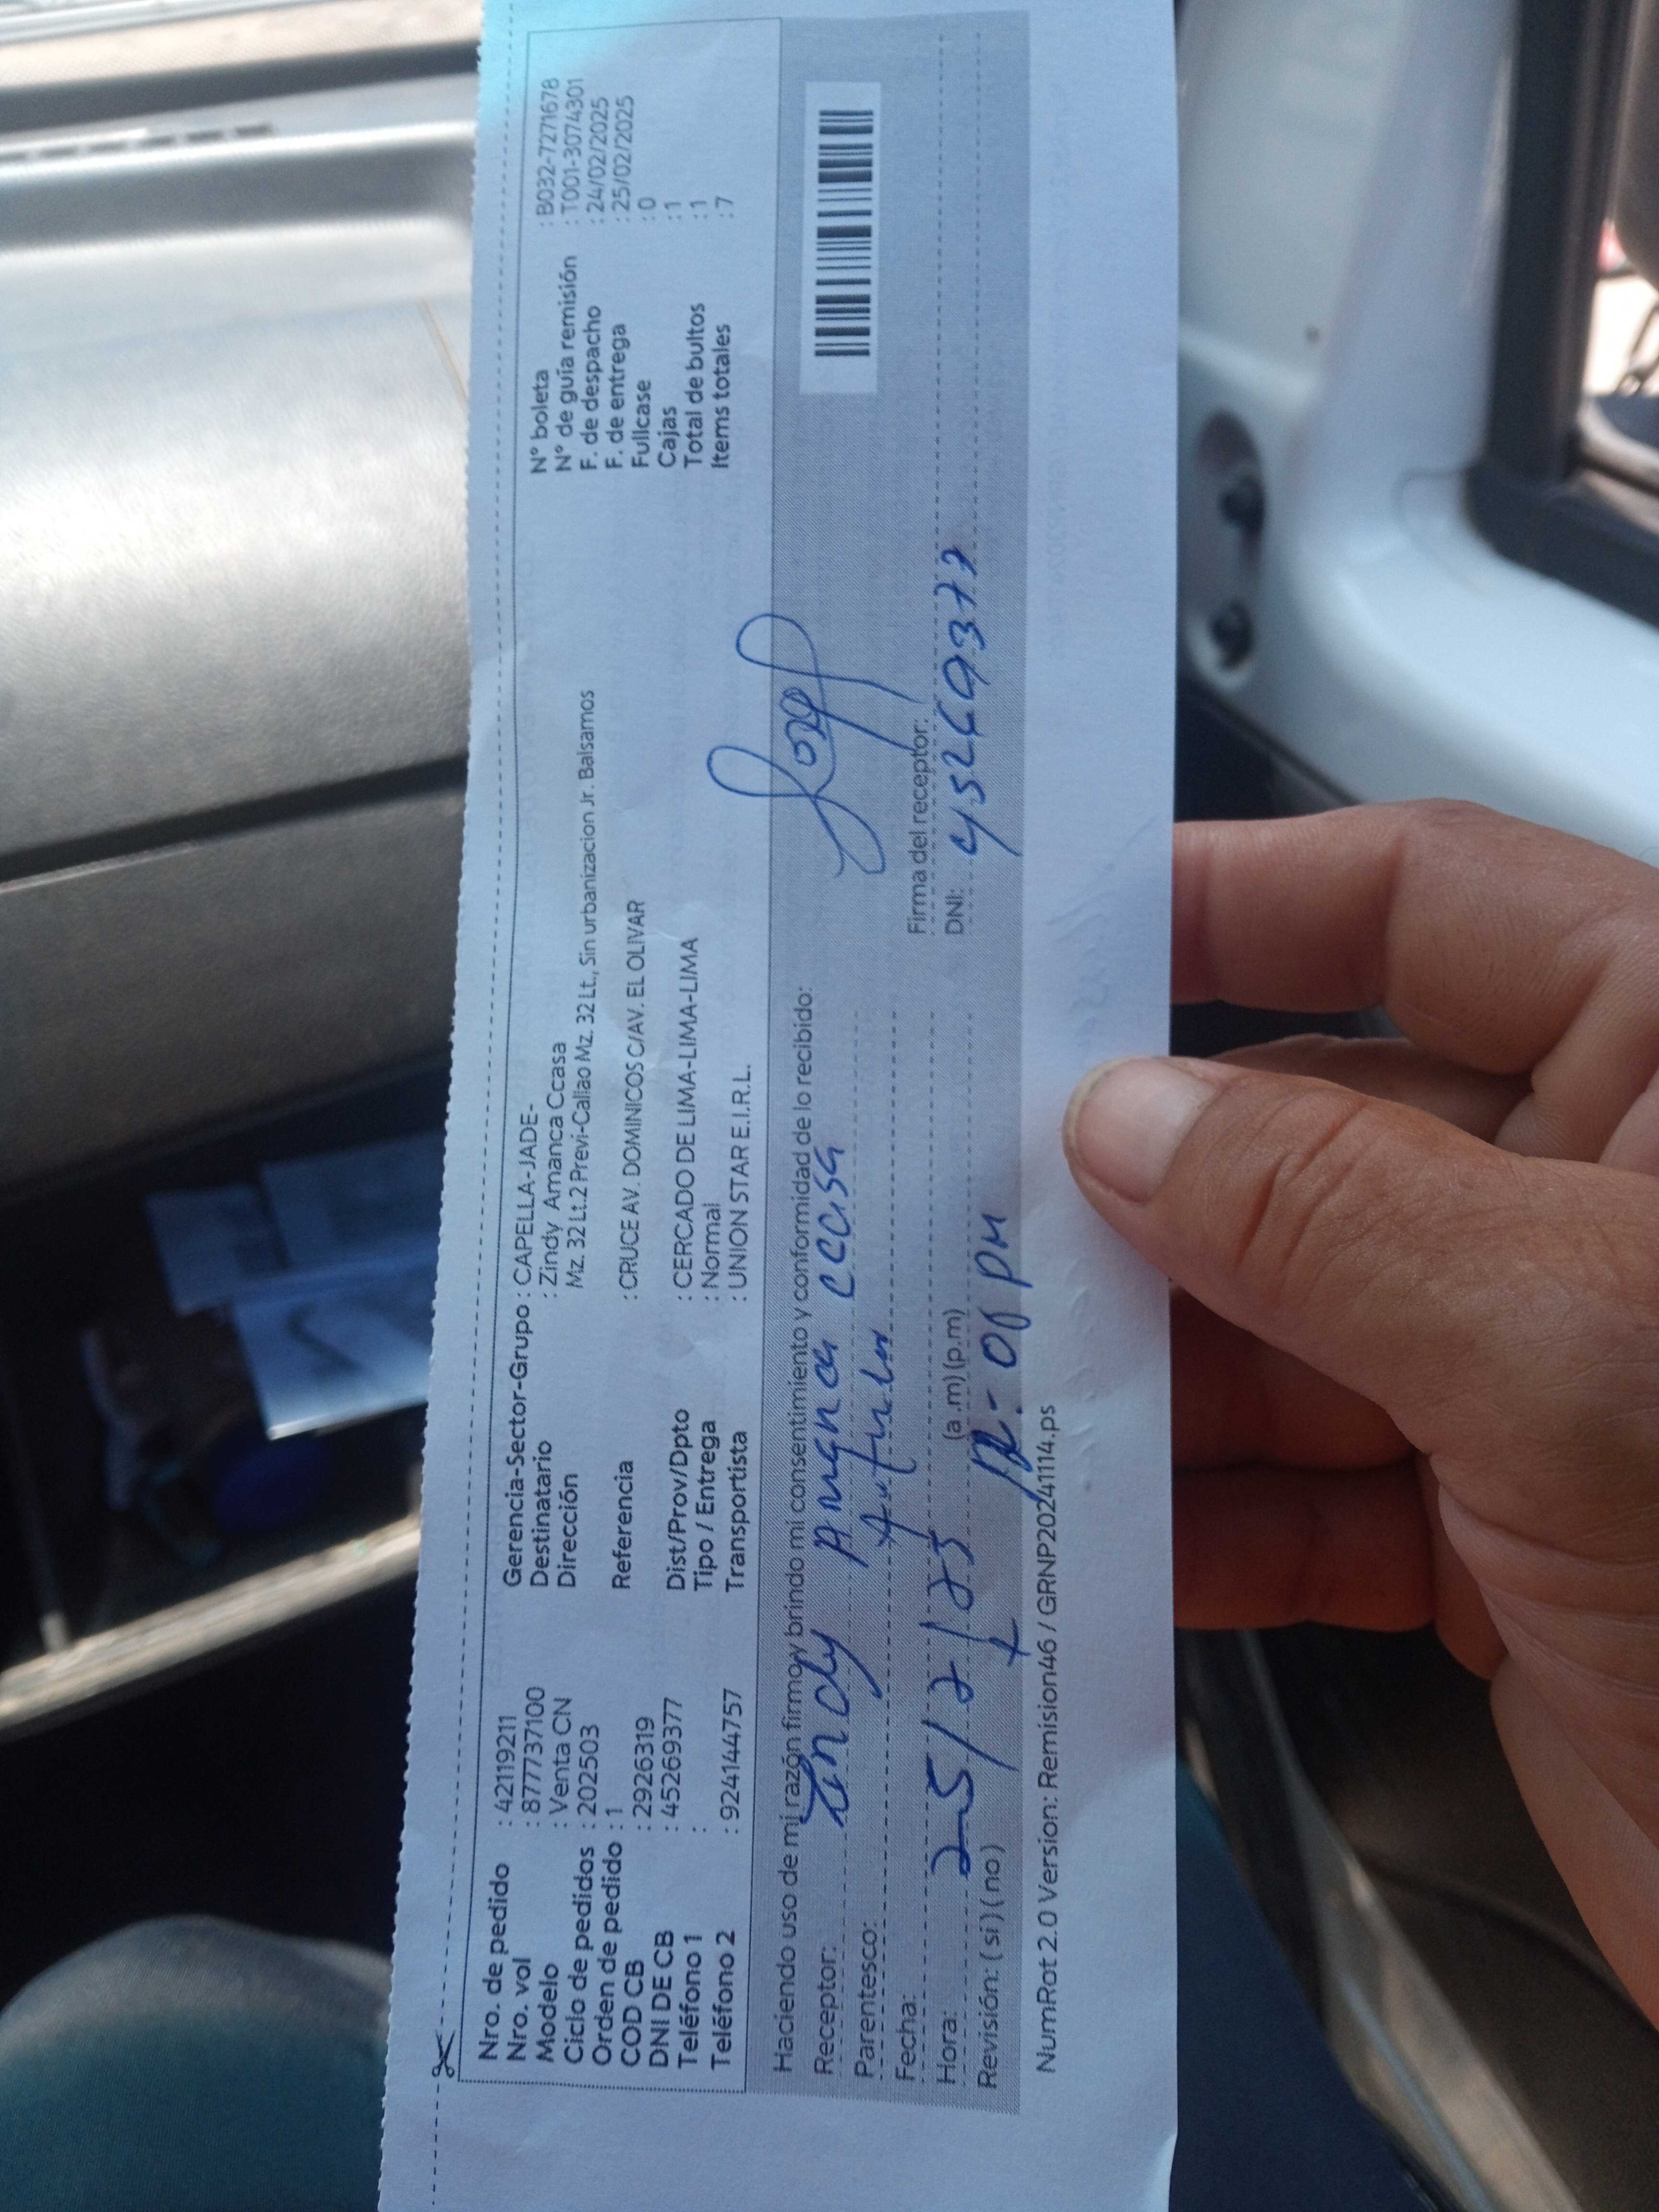 Nro. de pedido : 42119211
Nro. vol : 877737100
Modelo : Venta CN
Ciclo de pedidos : 202503
Orden de pedido : 1
COD CB : 2926319
DNI DE CB : 45269377
Teléfono 1 :
Teléfono 2 : 924144757
Gerencia-Sector-Grupo : CAPELLA-JADE-
Destinatario : Zindy Amanca Ccasa
Dirección Mz. 32 Lt.2 Previ-Callao Mz. 32 Lt., Sin urbanizacion Jr. Balsamos
Referencia : CRUCE AV. DOMINICOS C/AV. EL OLIVAR
Dist/Prov/Dpto : CERCADO DE LIMA-LIMA-LIMA
Tipo / Entrega : Normal
Transportista : UNION STAR E.I.R.L.
N° boleta : B032-7271678
N° de guía remisión : T001-3074301
F. de despacho : 24/02/2025
F. de entrega : 25/02/2025
Fullcase : 0
Cajas : 1
Total de bultos : 1
Items totales : 7
Haciendo uso de mi razón firmo y brindo mi consentimiento y conformidad de lo recibido:
Receptor: Zindy Amanca ccasa
Parentesco:
Fecha: 25/2/25
Hora: (a.m) (p.m)
Revisión: (si) (no) pm
Firma del receptor:
DNI: 45269377
NumRot 2.0 Version: Remision46 / GRNP20241114.ps